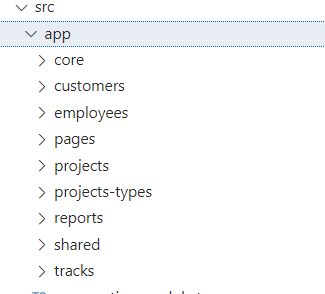 src
app
core
customers
employees
pages
projects
projects-types
reports
shared
tracks